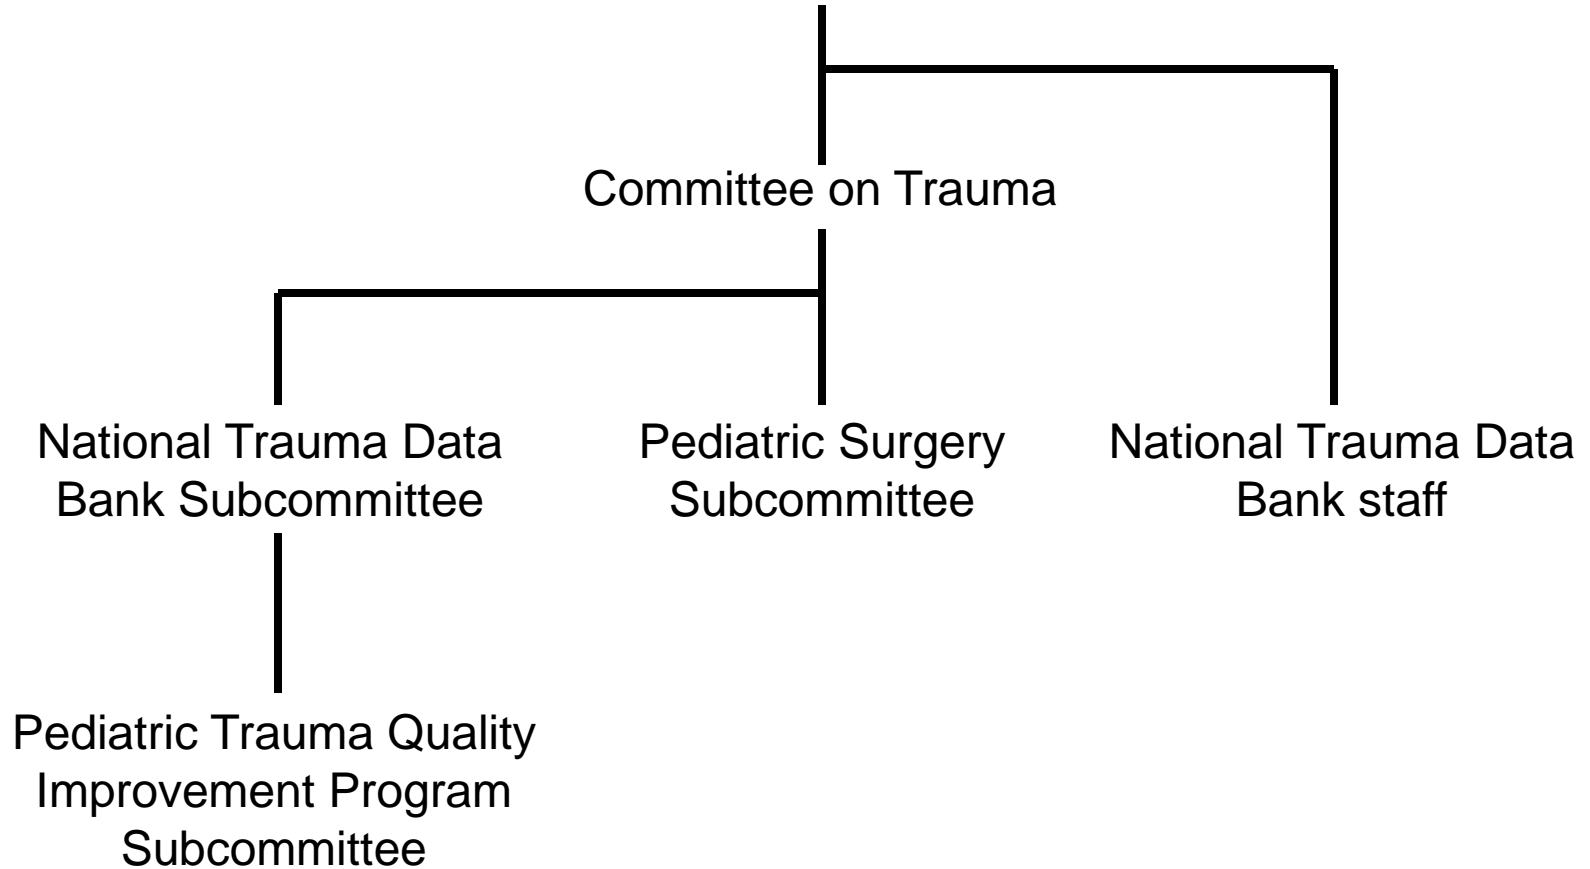 Committee on Trauma
National Trauma Data
Bank Subcommittee
Pediatric Surgery
Subcommittee
National Trauma Data
Bank staff
Pediatric Trauma Quality
Improvement Program
Subcommittee